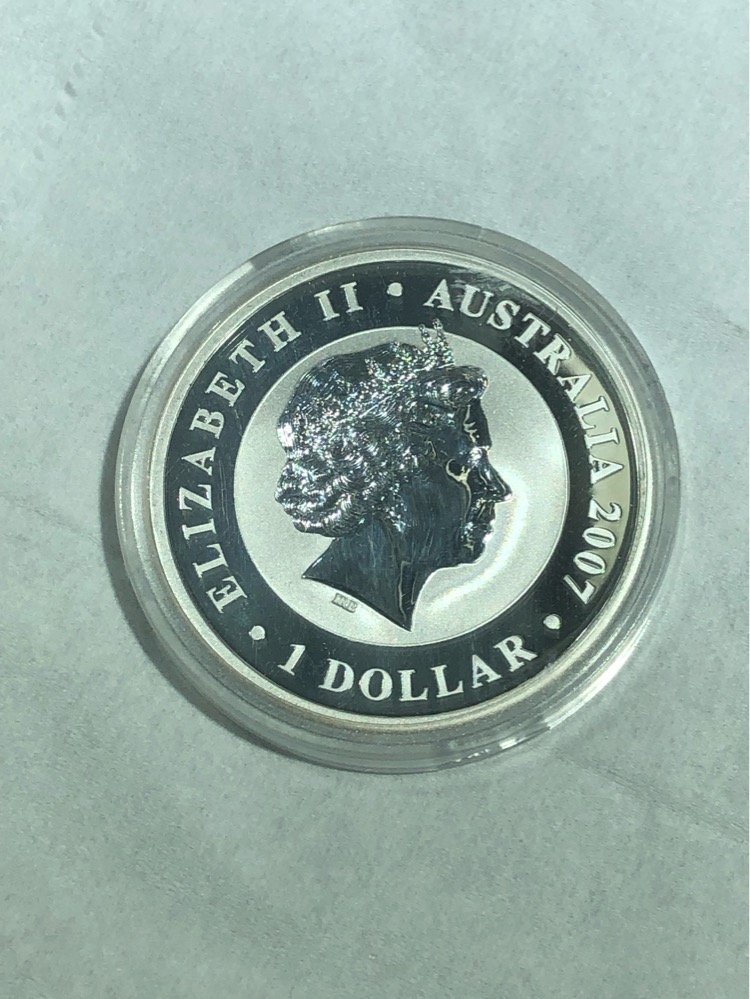 ELIZABETH II • AUSTRALIA 2007 •
1 DOLLAR •